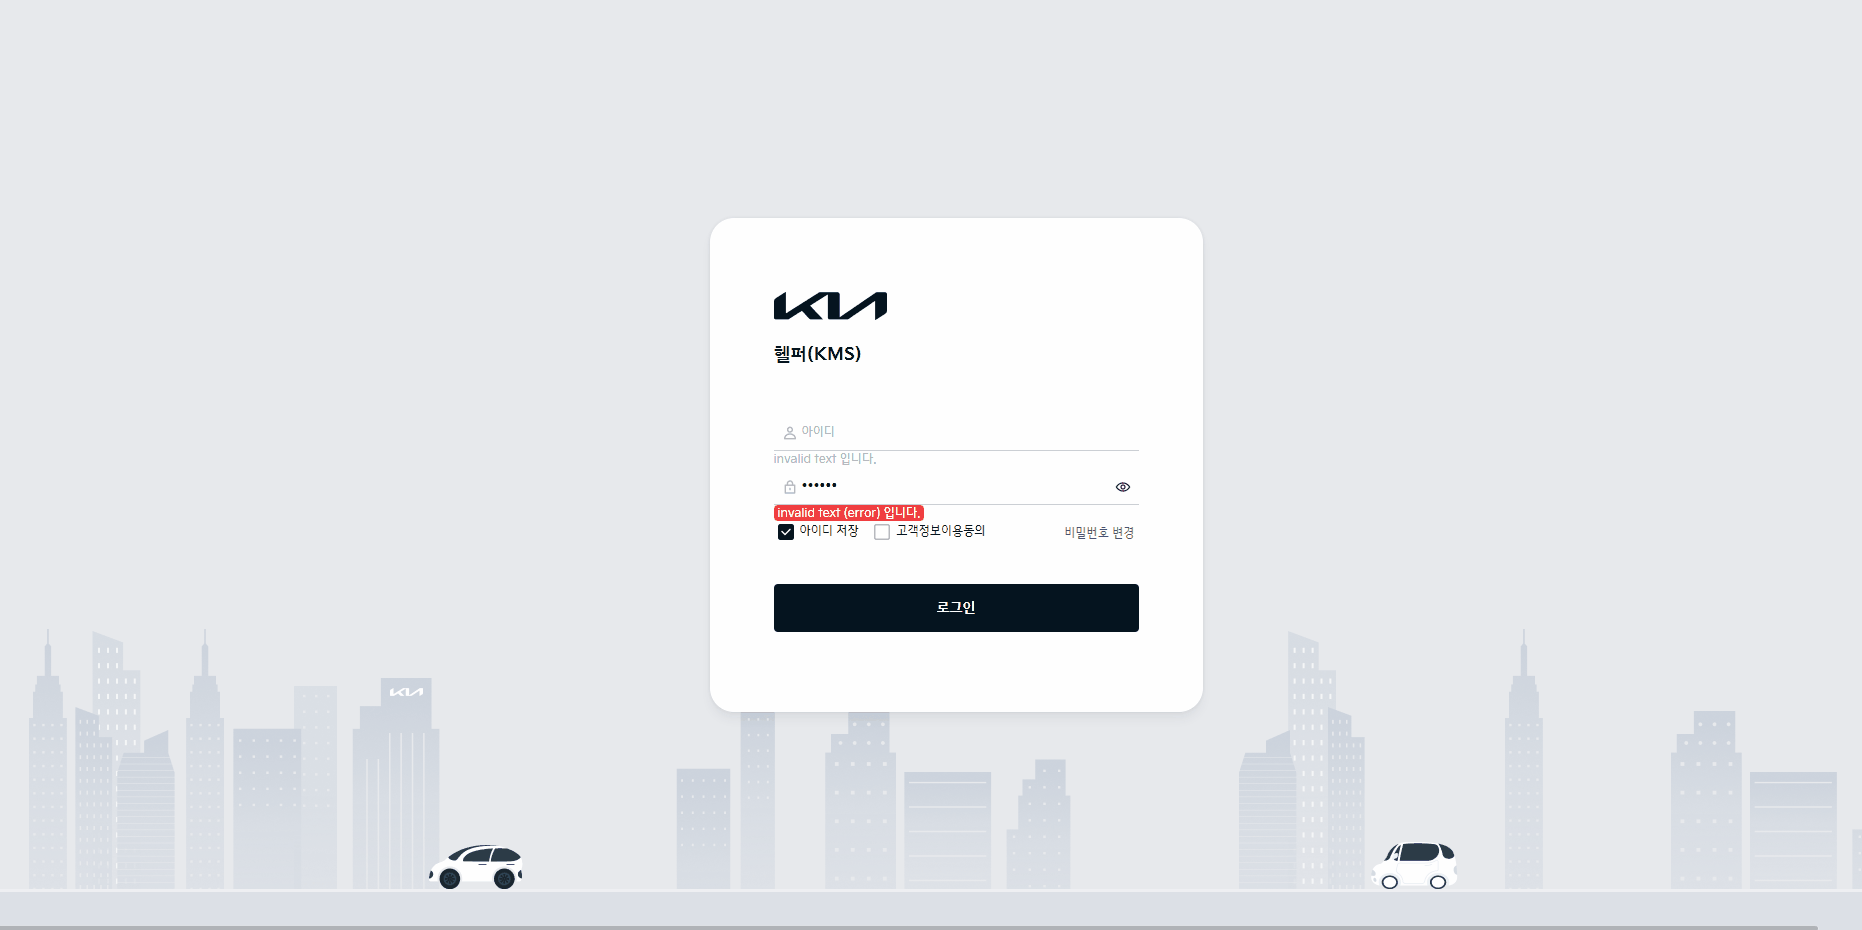 KIA
헬퍼(KMS)
아이디
invalid text 입니다.
••••••
invalid text (error) 입니다.
아이디 저장
고객정보이용동의
비밀번호 변경
로그인
KIA